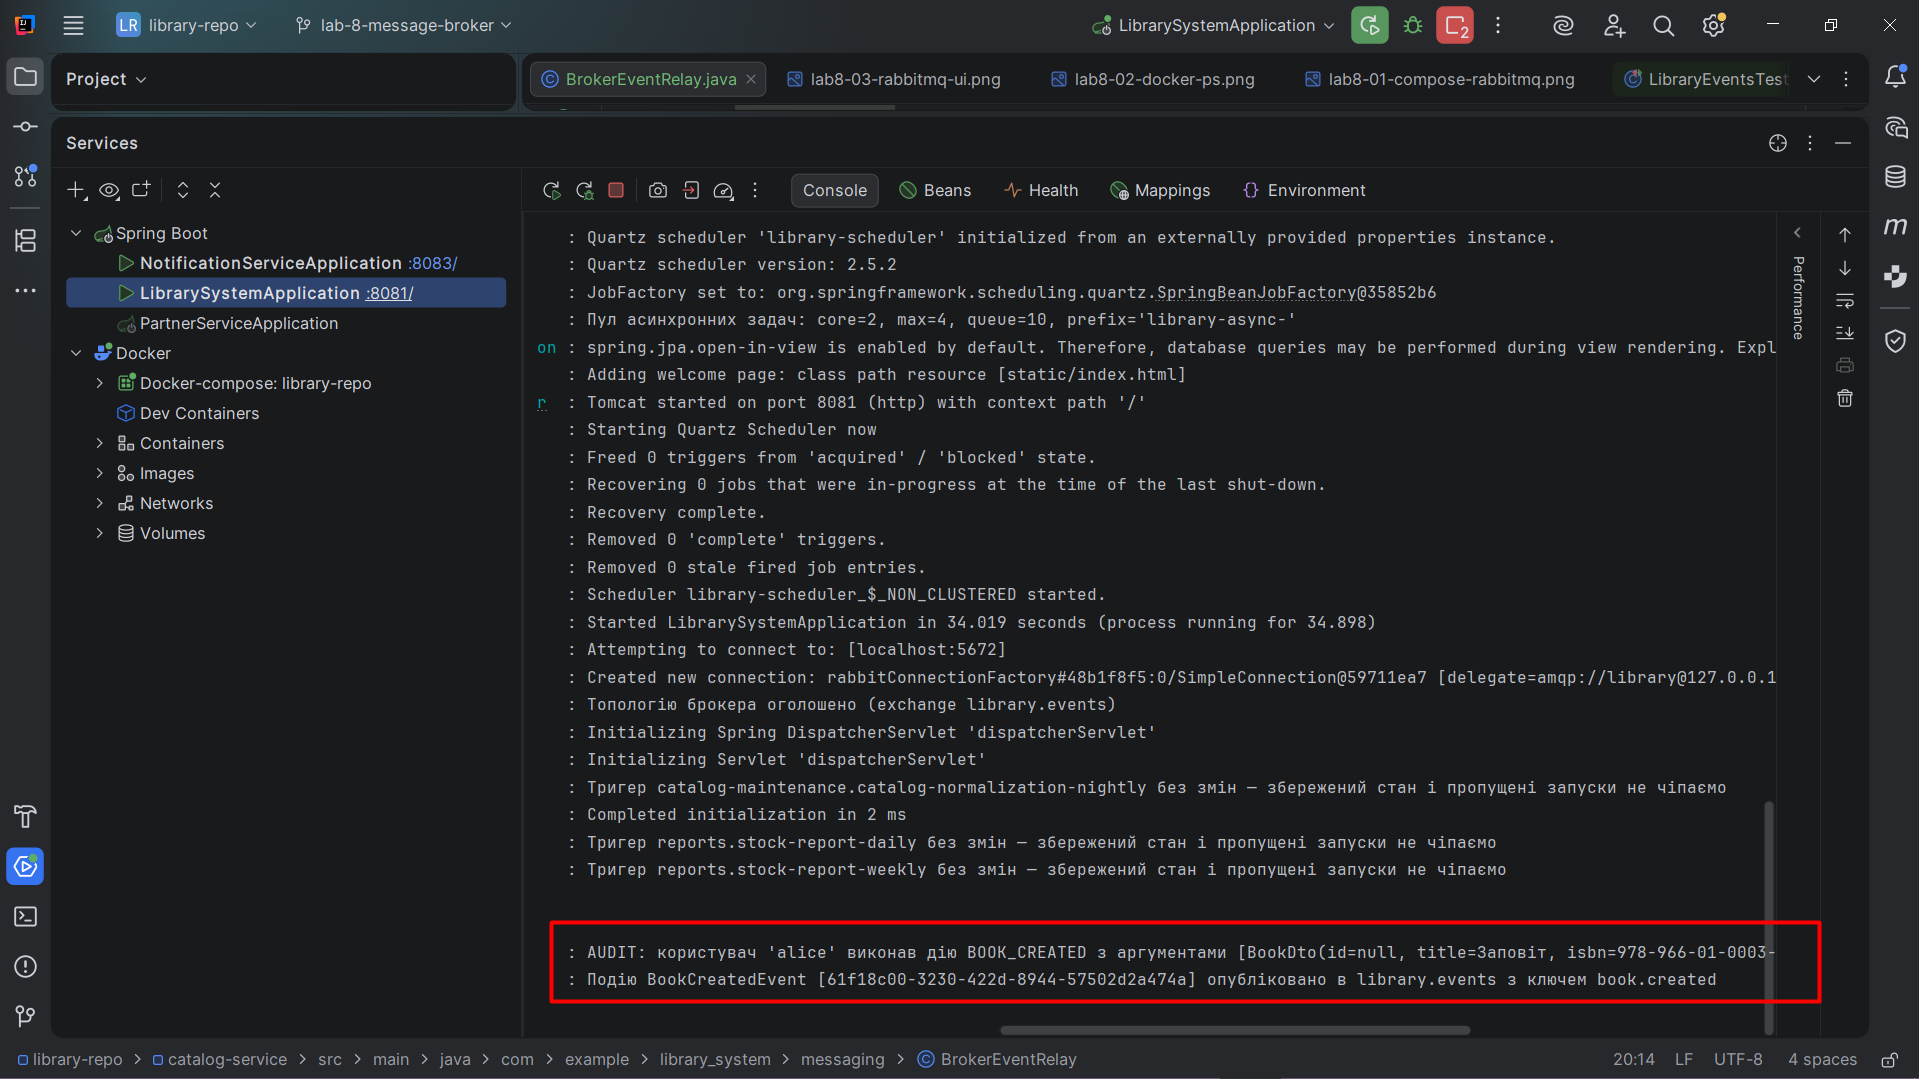 LR library-repo lab-8-message-broker LibrarySystemApplication 2
Project BrokerEventRelay.java lab8-03-rabbitmq-ui.png lab8-02-docker-ps.png lab8-01-compose-rabbitmq.png LibraryEventsTest
Services
Console Beans Health Mappings Environment
Spring Boot
NotificationServiceApplication :8083/
LibrarySystemApplication :8081/
PartnerServiceApplication
Docker
Docker-compose: library-repo
Dev Containers
Containers
Images
Networks
Volumes
: Quartz scheduler 'library-scheduler' initialized from an externally provided properties instance.
: Quartz scheduler version: 2.5.2
: JobFactory set to: org.springframework.scheduling.quartz.SpringBeanJobFactory@35852b6
: Пул асинхронних задач: core=2, max=4, queue=10, prefix='library-async-'
on : spring.jpa.open-in-view is enabled by default. Therefore, database queries may be performed during view rendering. Expl
: Adding welcome page: class path resource [static/index.html]
r : Tomcat started on port 8081 (http) with context path '/'
: Starting Quartz Scheduler now
: Freed 0 triggers from 'acquired' / 'blocked' state.
: Recovering 0 jobs that were in-progress at the time of the last shut-down.
: Recovery complete.
: Removed 0 'complete' triggers.
: Removed 0 stale fired job entries.
: Scheduler library-scheduler_$_NON_CLUSTERED started.
: Started LibrarySystemApplication in 34.019 seconds (process running for 34.898)
: Attempting to connect to: [localhost:5672]
: Created new connection: rabbitConnectionFactory#48b1f8f5:0/SimpleConnection@59711ea7 [delegate=amqp://library@127.0.0.1
: Топологію брокера оголошено (exchange library.events)
: Initializing Spring DispatcherServlet 'dispatcherServlet'
: Initializing Servlet 'dispatcherServlet'
: Тригер catalog-maintenance.catalog-normalization-nightly без змін — збережений стан і пропущені запуски не чіпаємо
: Completed initialization in 2 ms
: Тригер reports.stock-report-daily без змін — збережений стан і пропущені запуски не чіпаємо
: Тригер reports.stock-report-weekly без змін — збережений стан і пропущені запуски не чіпаємо
: AUDIT: користувач 'alice' виконав дію BOOK_CREATED з аргументами [BookDto(id=null, title=Заповіт, isbn=978-966-01-0003-
: Подію BookCreatedEvent [61f18c00-3230-422d-8944-57502d2a474a] опубліковано в library.events з ключем book.created
Performance
m
library-repo > catalog-service > src > main > java > com > example > library_system > messaging > BrokerEventRelay 20:14 LF UTF-8 4 spaces